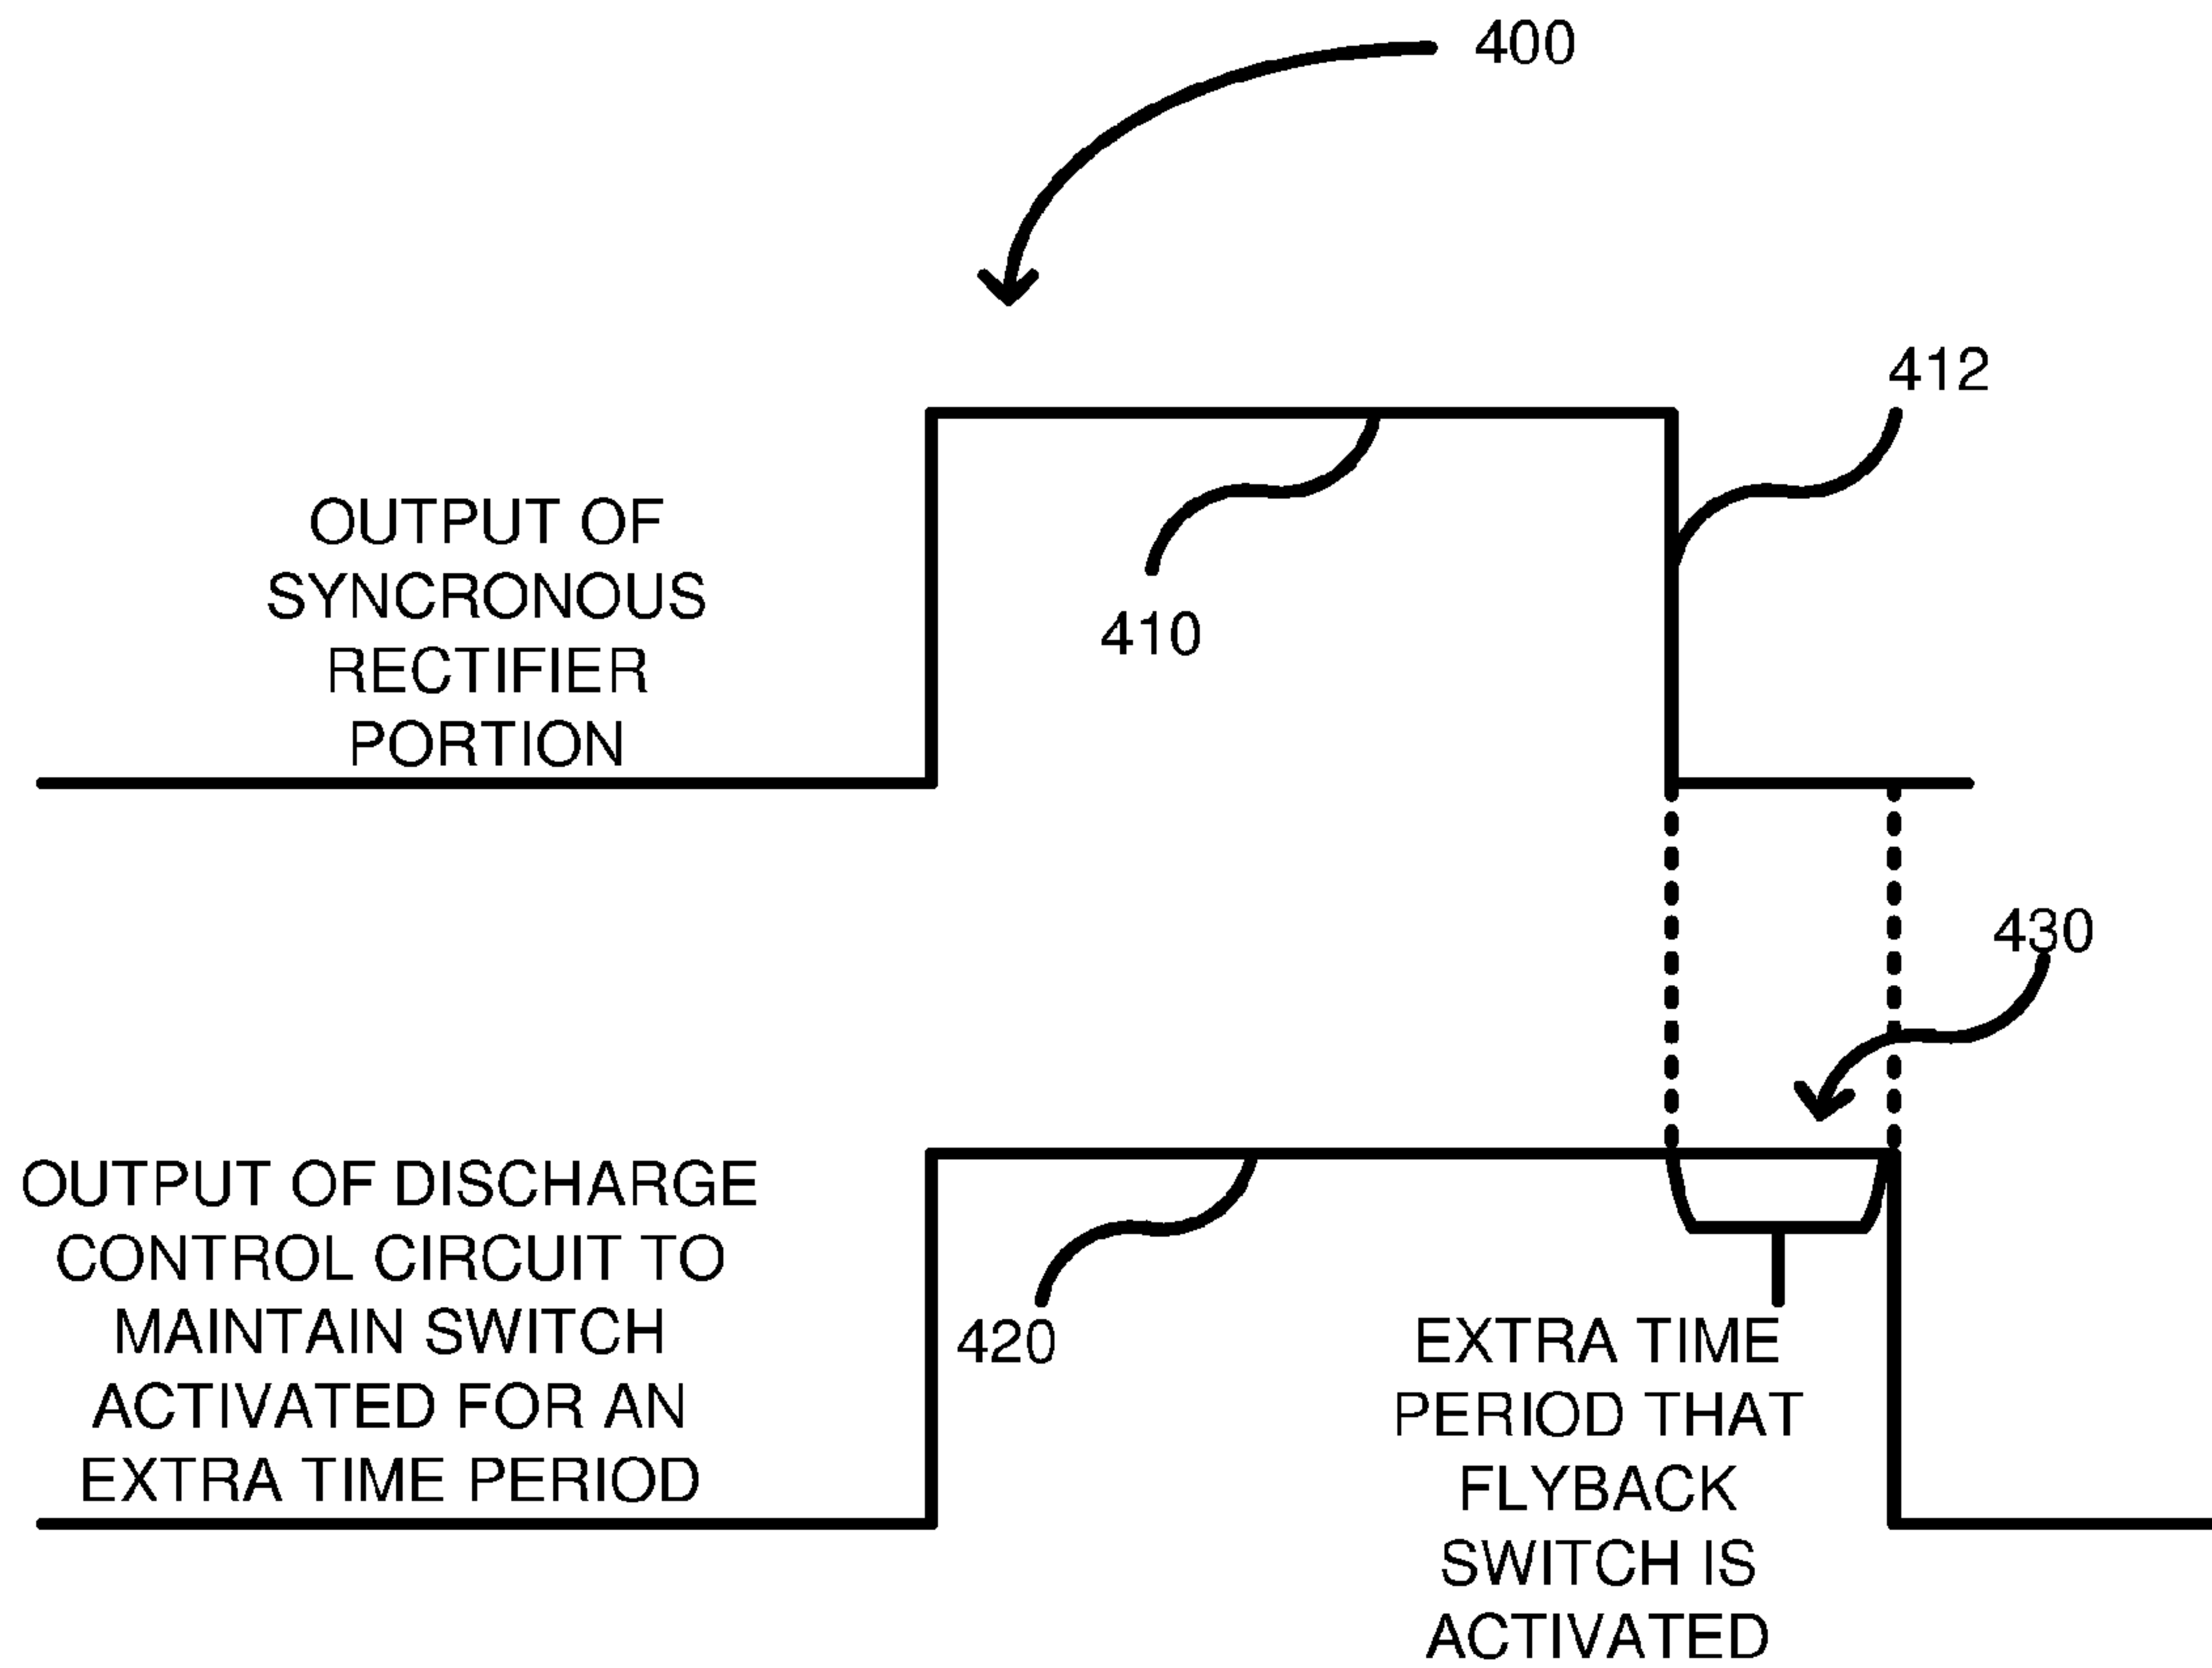 400
412
OUTPUT OF
SYNCRONOUS
RECTIFIER
PORTION
410
430
OUTPUT OF DISCHARGE
CONTROL CIRCUIT TO
MAINTAIN SWITCH
ACTIVATED FOR AN
EXTRA TIME PERIOD
420
EXTRA TIME
PERIOD THAT
FLYBACK
SWITCH IS
ACTIVATED